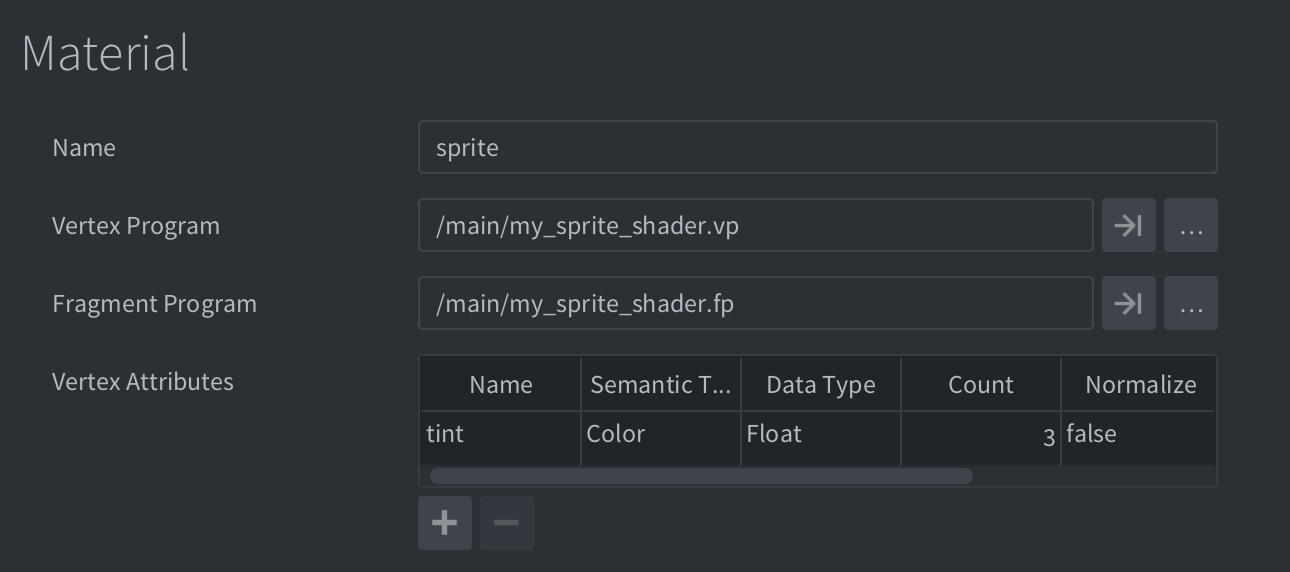 Material
Name sprite
Vertex Program /main/my_sprite_shader.vp ...
Fragment Program /main/my_sprite_shader.fp ...
Vertex Attributes Name Semantic T... Data Type Count Normalize
tint Color Float 3 false